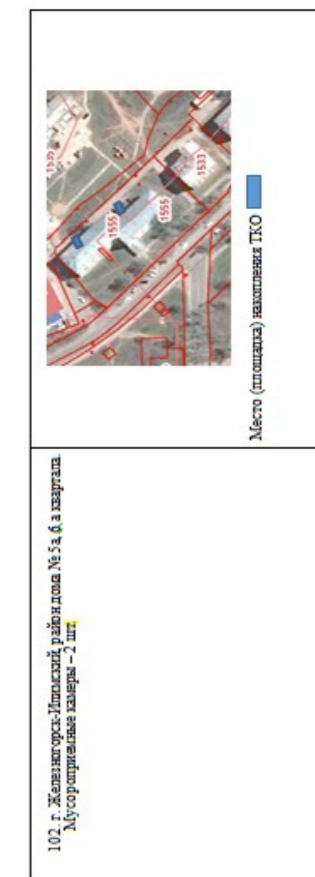 102. г. Железногорск-Илимский, район дома № 5а, 6, а квартала.
Мусороприемные камеры – 2 шт.
1535
1555
1555
1533
Место (площадка) накопления ТКО